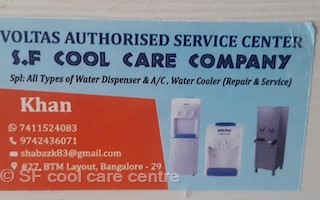 VOLTAS AUTHORISED SERVICE CENTER
S.F COOL CARE COMPANY
Spl: All Types of Water Dispenser & A/C , Water Cooler (Repair & Service)
Khan
7411524083
9742436071
shabazk83@gmail.com
#27, BTM Layout, Bangalore - 29
VOLTAS
© SF cool care centre